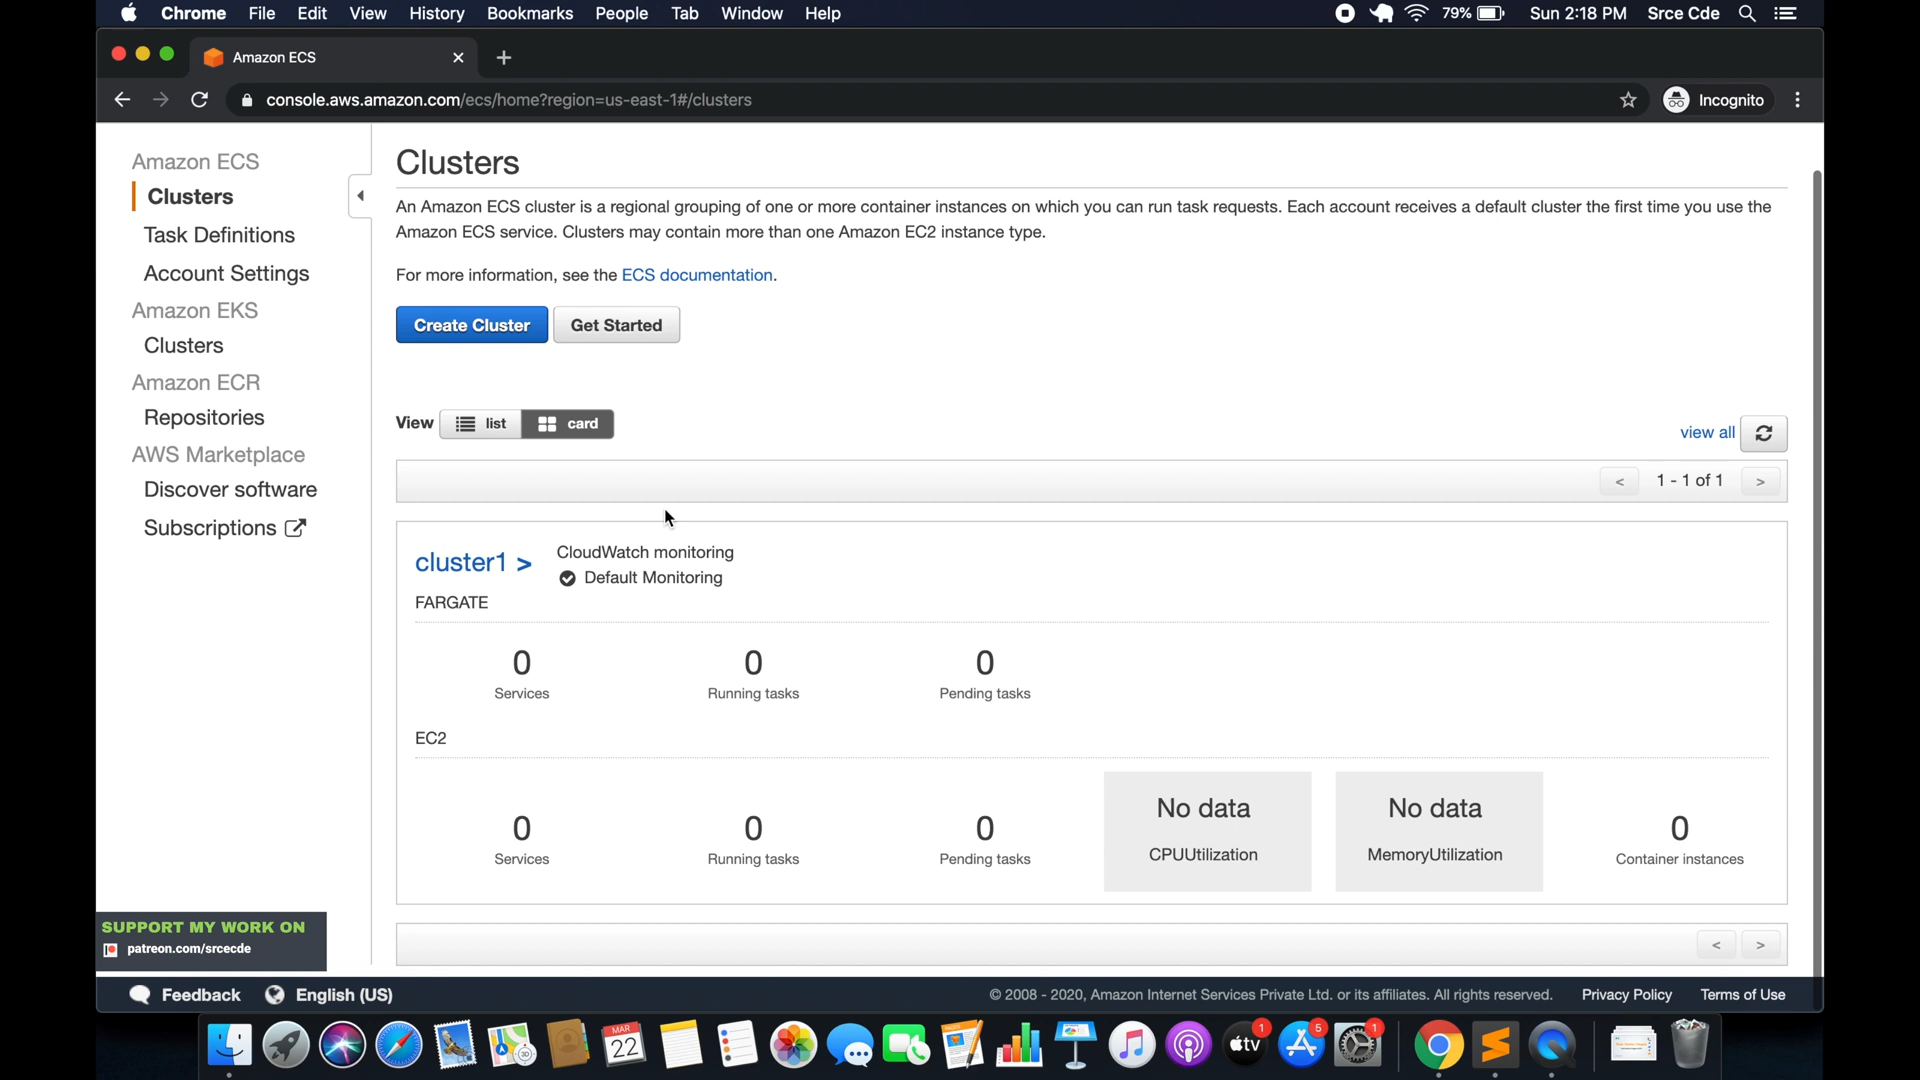 Chrome File Edit View History Bookmarks People Tab Window Help 79% Sun 2:18 PM Srce Cde
Amazon ECS
console.aws.amazon.com/ecs/home?region=us-east-1#/clusters
Incognito
Amazon ECS
Clusters
Task Definitions
Account Settings
Amazon EKS
Clusters
Amazon ECR
Repositories
AWS Marketplace
Discover software
Subscriptions
Clusters
An Amazon ECS cluster is a regional grouping of one or more container instances on which you can run task requests. Each account receives a default cluster the first time you use the
Amazon ECS service. Clusters may contain more than one Amazon EC2 instance type.
For more information, see the ECS documentation.
Create Cluster Get Started
View list card
view all
< 1 - 1 of 1 >
cluster1 >
CloudWatch monitoring
Default Monitoring
FARGATE
0 0 0
Services Running tasks Pending tasks
EC2
No data No data
0 0 0 0
CPUUtilization MemoryUtilization
Services Running tasks Pending tasks Container instances
< >
SUPPORT MY WORK ON
patreon.com/srcecde
Feedback English (US) © 2008 - 2020, Amazon Internet Services Private Ltd. or its affiliates. All rights reserved. Privacy Policy Terms of Use
3D
MAR
22
tv
1
5
1